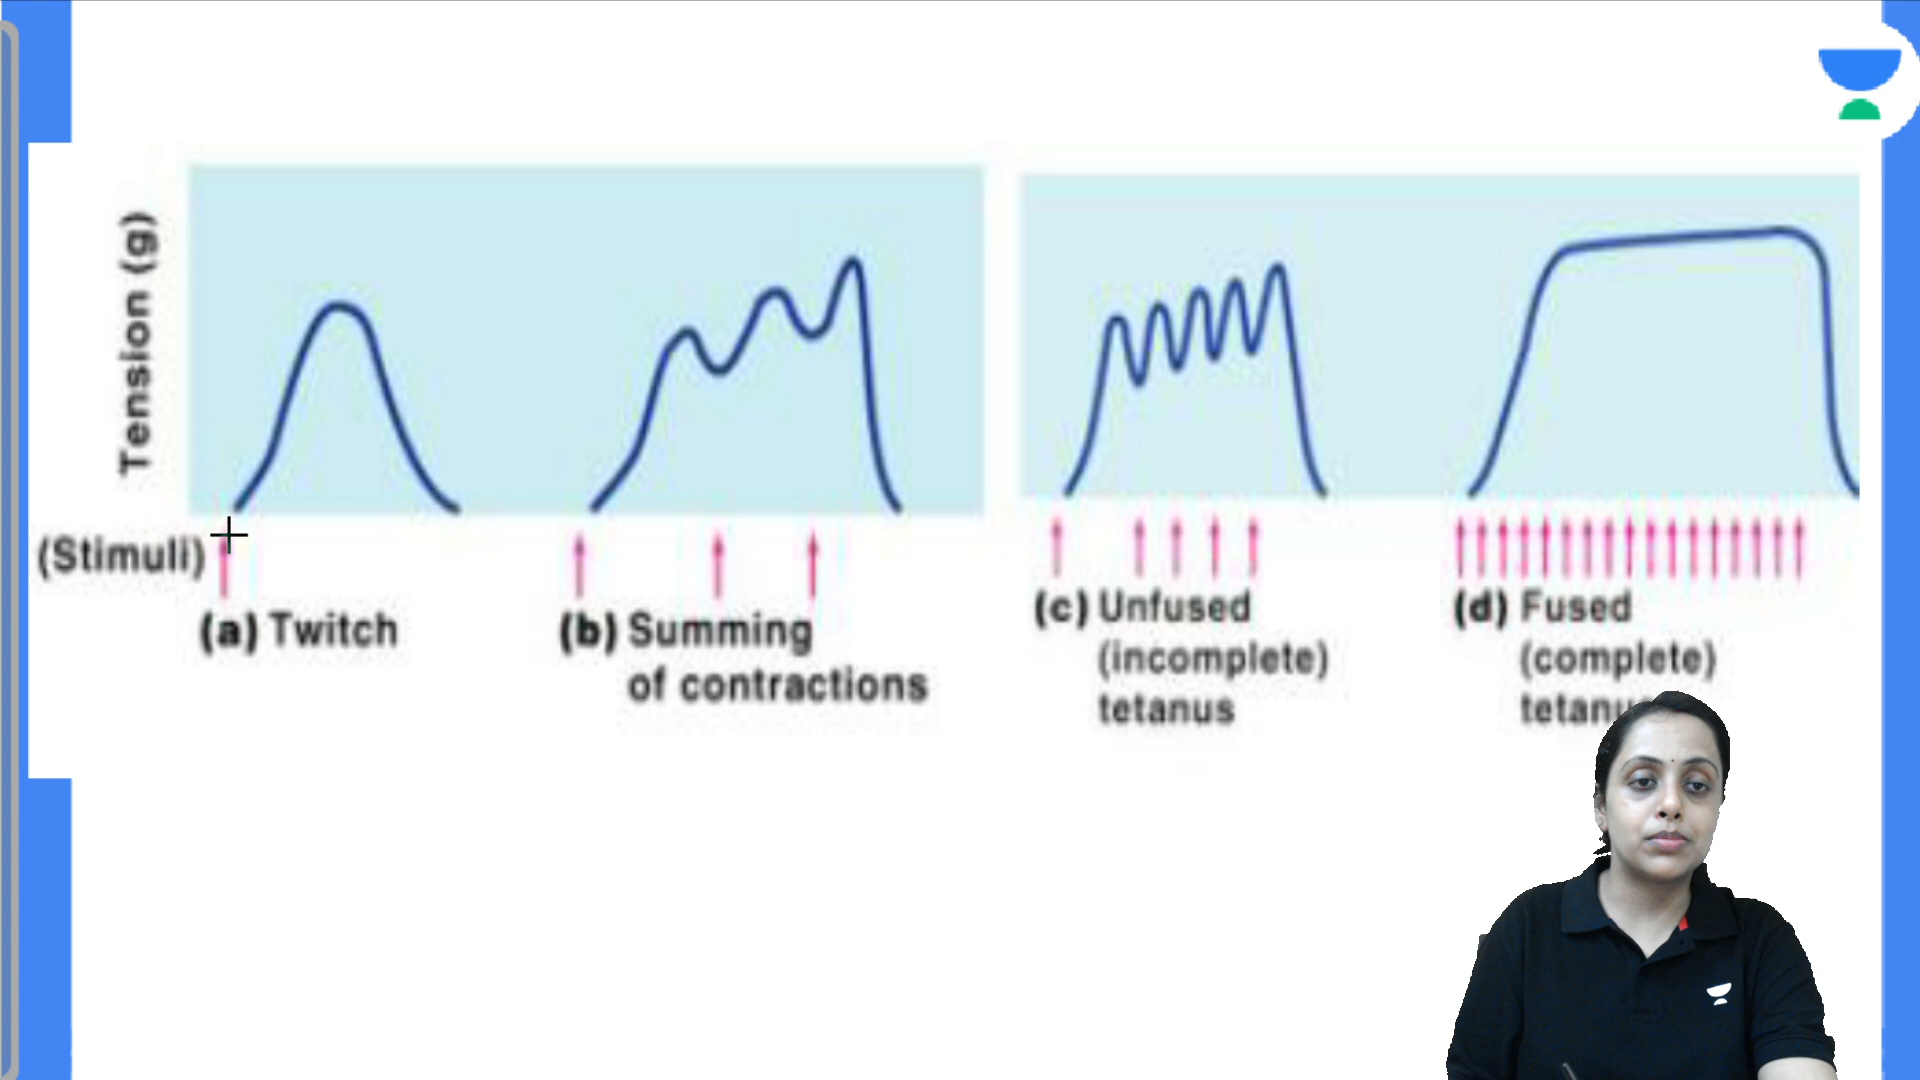 Tension (g)
(Stimuli)
(a) Twitch
(b) Summing
of contractions
(c) Unfused
(incomplete)
tetanus
(d) Fused
(complete)